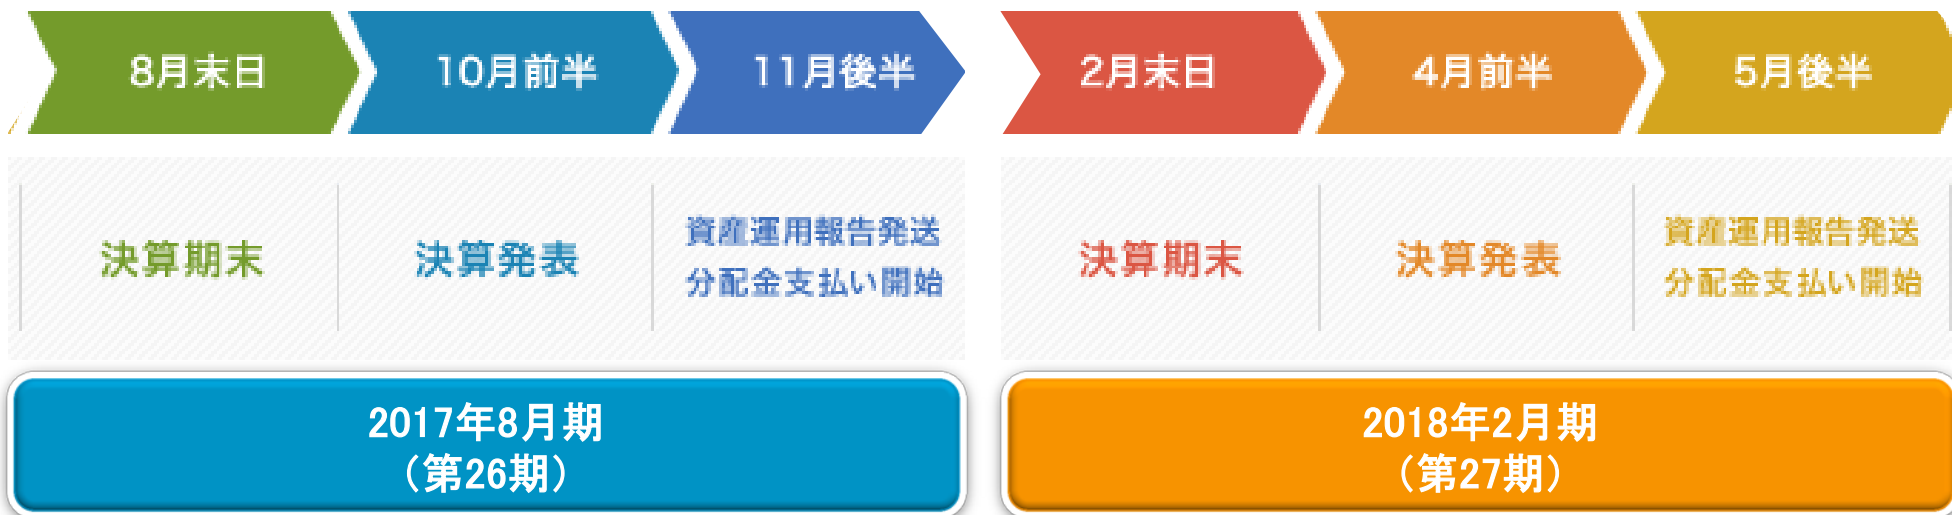 8月末日
10月前半
11月後半
2月末日
4月前半
5月後半
決算期末
決算発表
資産運用報告発送
分配金支払い開始
決算期末
決算発表
資産運用報告発送
分配金支払い開始
2017年8月期
（第26期）
2018年2月期
（第27期）